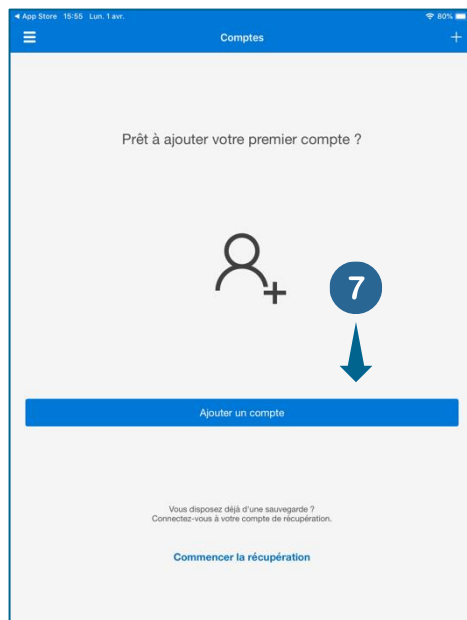 ◄ App Store 15:55 Lun. 1 avr. 80%
Comptes
Prêt à ajouter votre premier compte ?
7
Ajouter un compte
Vous disposez déjà d'une sauvegarde ?
Connectez-vous à votre compte de récupération.
Commencer la récupération